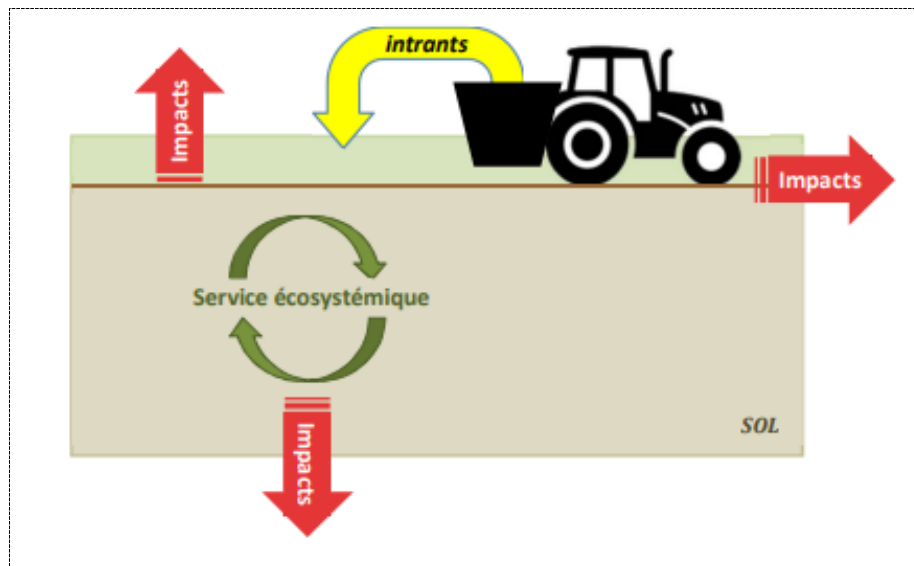 intrants
Impacts
Impacts
Service écosystémique
Impacts
SOL